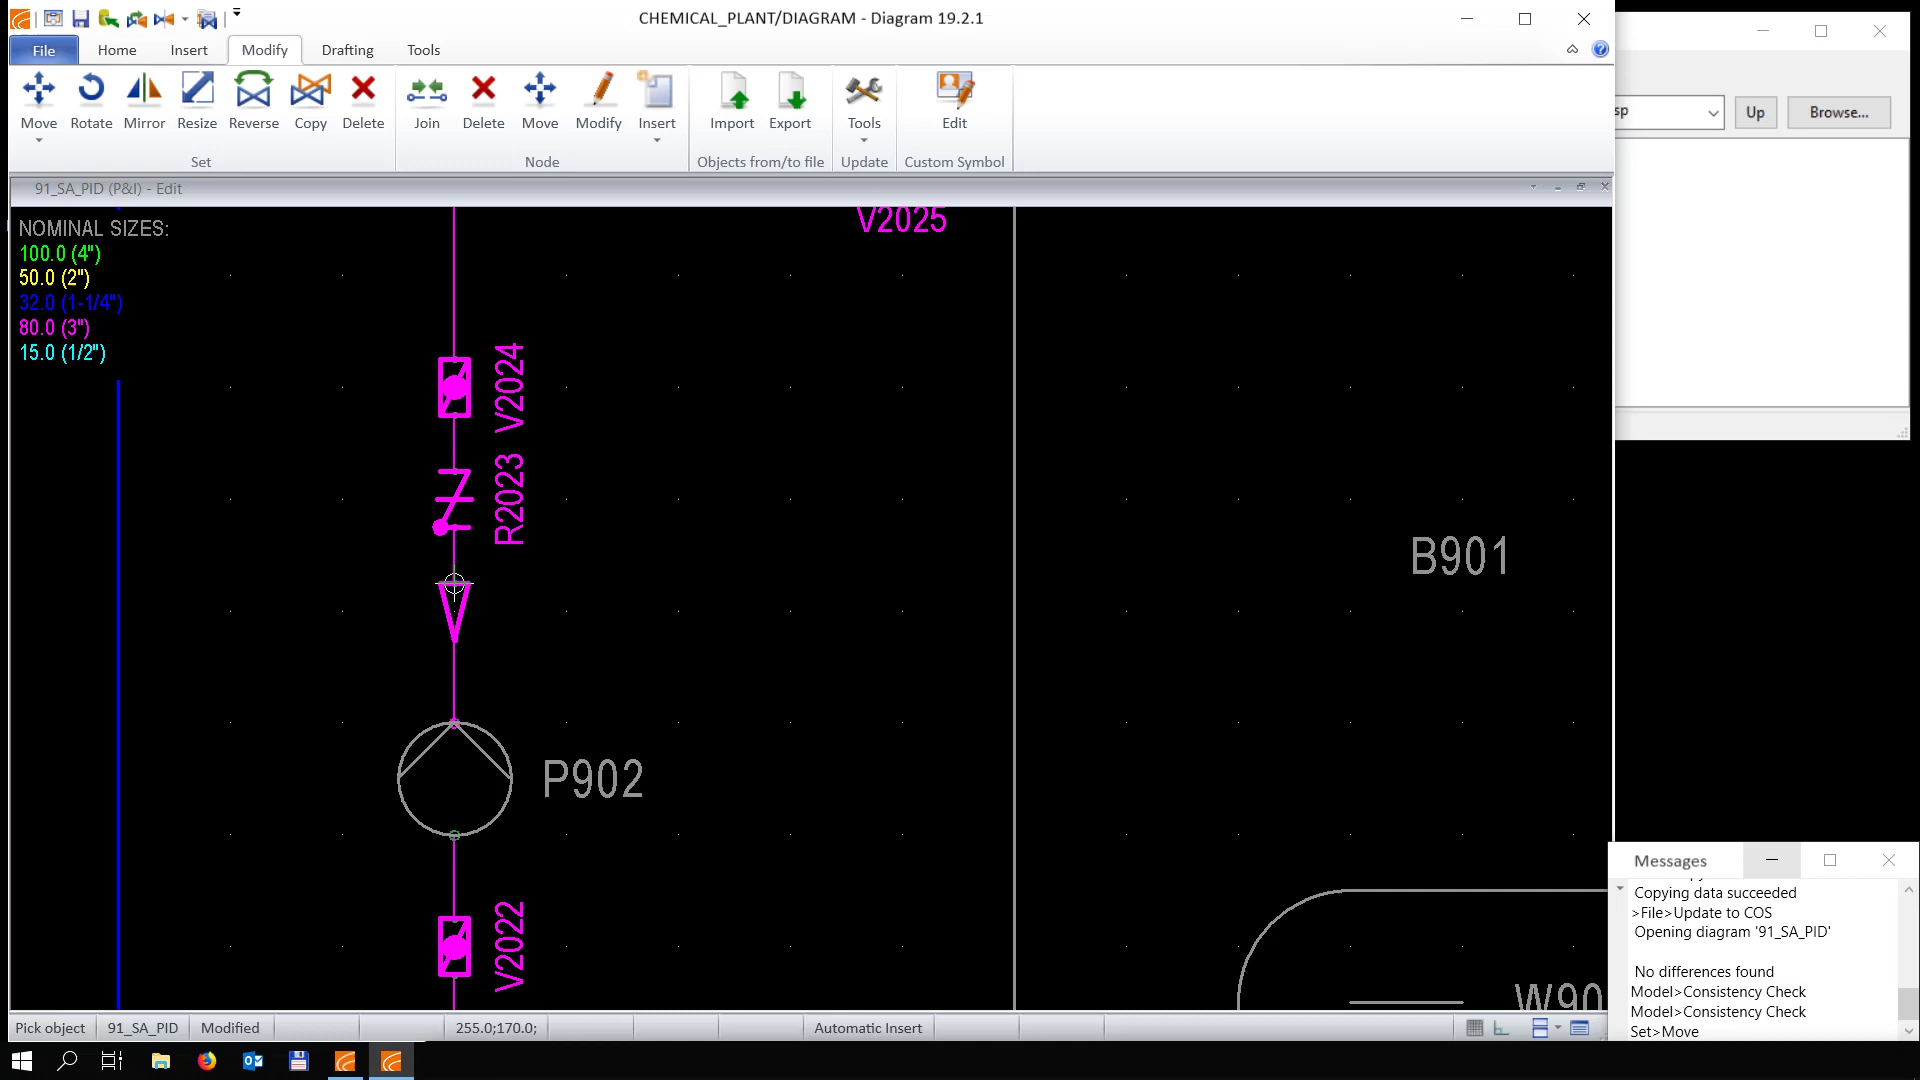 CHEMICAL_PLANT/DIAGRAM - Diagram 19.2.1
File Home Insert Modify Drafting Tools
Move Rotate Mirror Resize Reverse Copy Delete Join Delete Move Modify Insert Import Export Tools Edit
Set Node Objects from/to file Update Custom Symbol
sp Up Browse...
91_SA_PID (P&I) - Edit
NOMINAL SIZES:
100.0 (4")
50.0 (2")
32.0 (1-1/4")
80.0 (3")
15.0 (1/2")
V2025
V2024
R2023
B901
P902
V2022
W90
Messages
Copying data succeeded
>File>Update to COS
Opening diagram '91_SA_PID'
No differences found
Model>Consistency Check
Model>Consistency Check
Set>Move
Pick object 91_SA_PID Modified 255.0;170.0; Automatic Insert